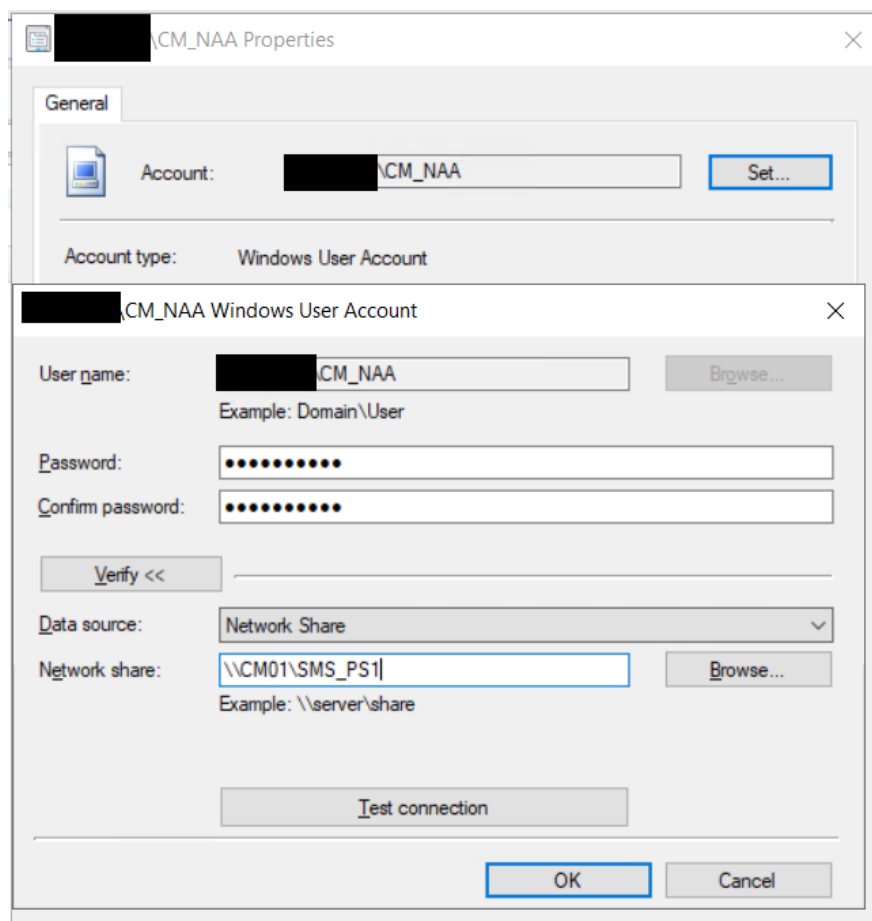 \CM_NAA Properties
General
Account: \CM_NAA Set...
Account type: Windows User Account
\CM_NAA Windows User Account
User name: \CM_NAA Browse...
Example: Domain\User
Password: ●●●●●●●●●●
Confirm password: ●●●●●●●●●●
Verify <<
Data source: Network Share
Network share: \\CM01\SMS_PS1 Browse...
Example: \\server\share
Test connection
OK Cancel